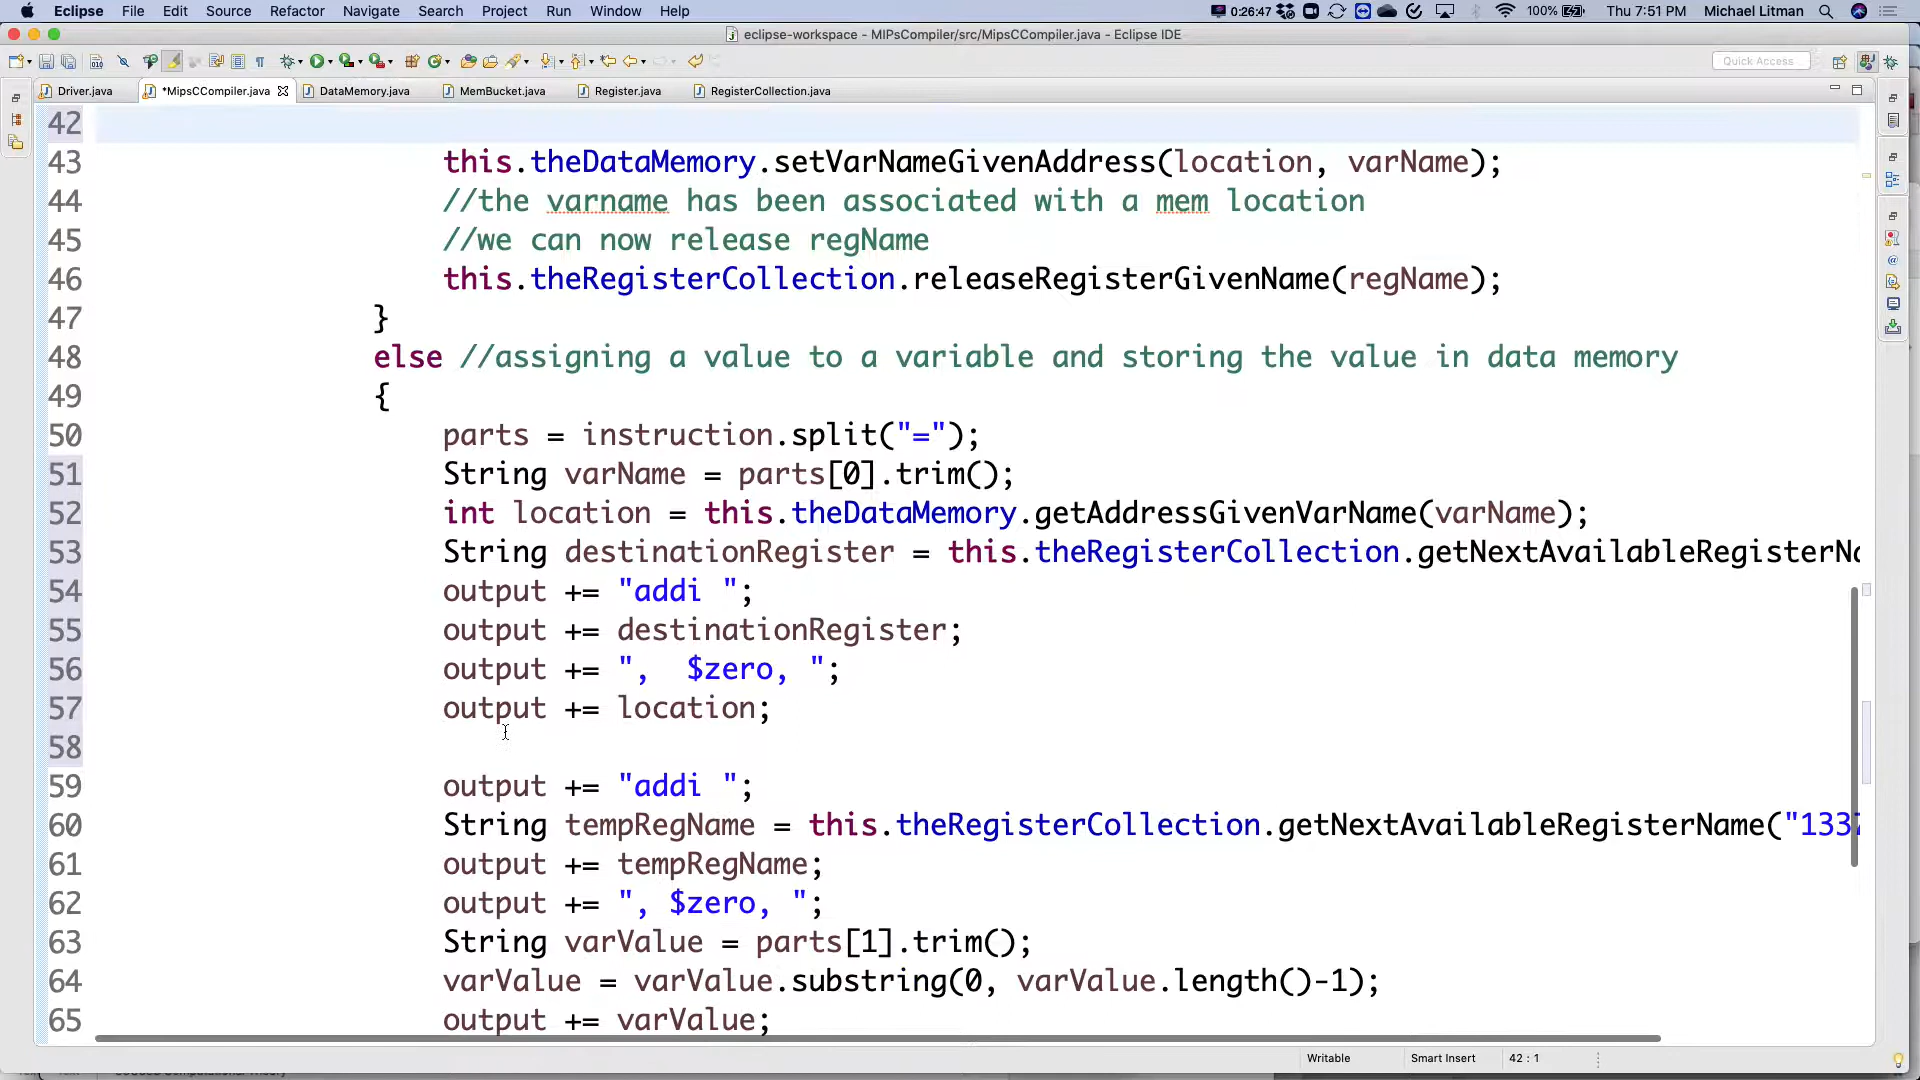 Eclipse File Edit Source Refactor Navigate Search Project Run Window Help 0:26:47 100% Thu 7:51 PM Michael Litman
eclipse-workspace - MIPsCompiler/src/MipsCCompiler.java - Eclipse IDE
Quick Access
Driver.java *MipsCCompiler.java DataMemory.java MemBucket.java Register.java RegisterCollection.java
42
43 this.theDataMemory.setVarNameGivenAddress(location, varName);
44 //the varname has been associated with a mem location
45 //we can now release regName
46 this.theRegisterCollection.releaseRegisterGivenName(regName);
47 }
48 else //assigning a value to a variable and storing the value in data memory
49 {
50 parts = instruction.split("=");
51 String varName = parts[0].trim();
52 int location = this.theDataMemory.getAddressGivenVarName(varName);
53 String destinationRegister = this.theRegisterCollection.getNextAvailableRegisterNa
54 output += "addi ";
55 output += destinationRegister;
56 output += ",  $zero, ";
57 output += location;
58
59 output += "addi ";
60 String tempRegName = this.theRegisterCollection.getNextAvailableRegisterName("1337
61 output += tempRegName;
62 output += ", $zero, ";
63 String varValue = parts[1].trim();
64 varValue = varValue.substring(0, varValue.length()-1);
65 output += varValue;
Writable Smart Insert 42 : 1